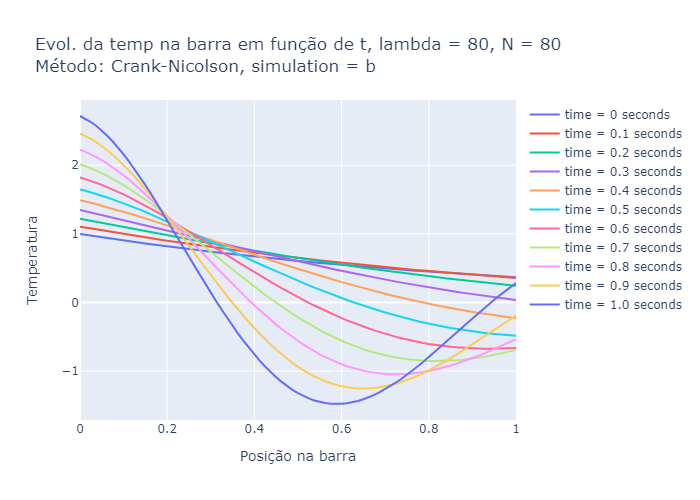 Evol. da temp na barra em função de t, lambda = 80, N = 80
Método: Crank-Nicolson, simulation = b
time = 0 seconds
time = 0.1 seconds
time = 0.2 seconds
time = 0.3 seconds
time = 0.4 seconds
time = 0.5 seconds
time = 0.6 seconds
time = 0.7 seconds
time = 0.8 seconds
time = 0.9 seconds
time = 1.0 seconds
Temperatura
2
1
0
−1
0 0.2 0.4 0.6 0.8 1
Posição na barra